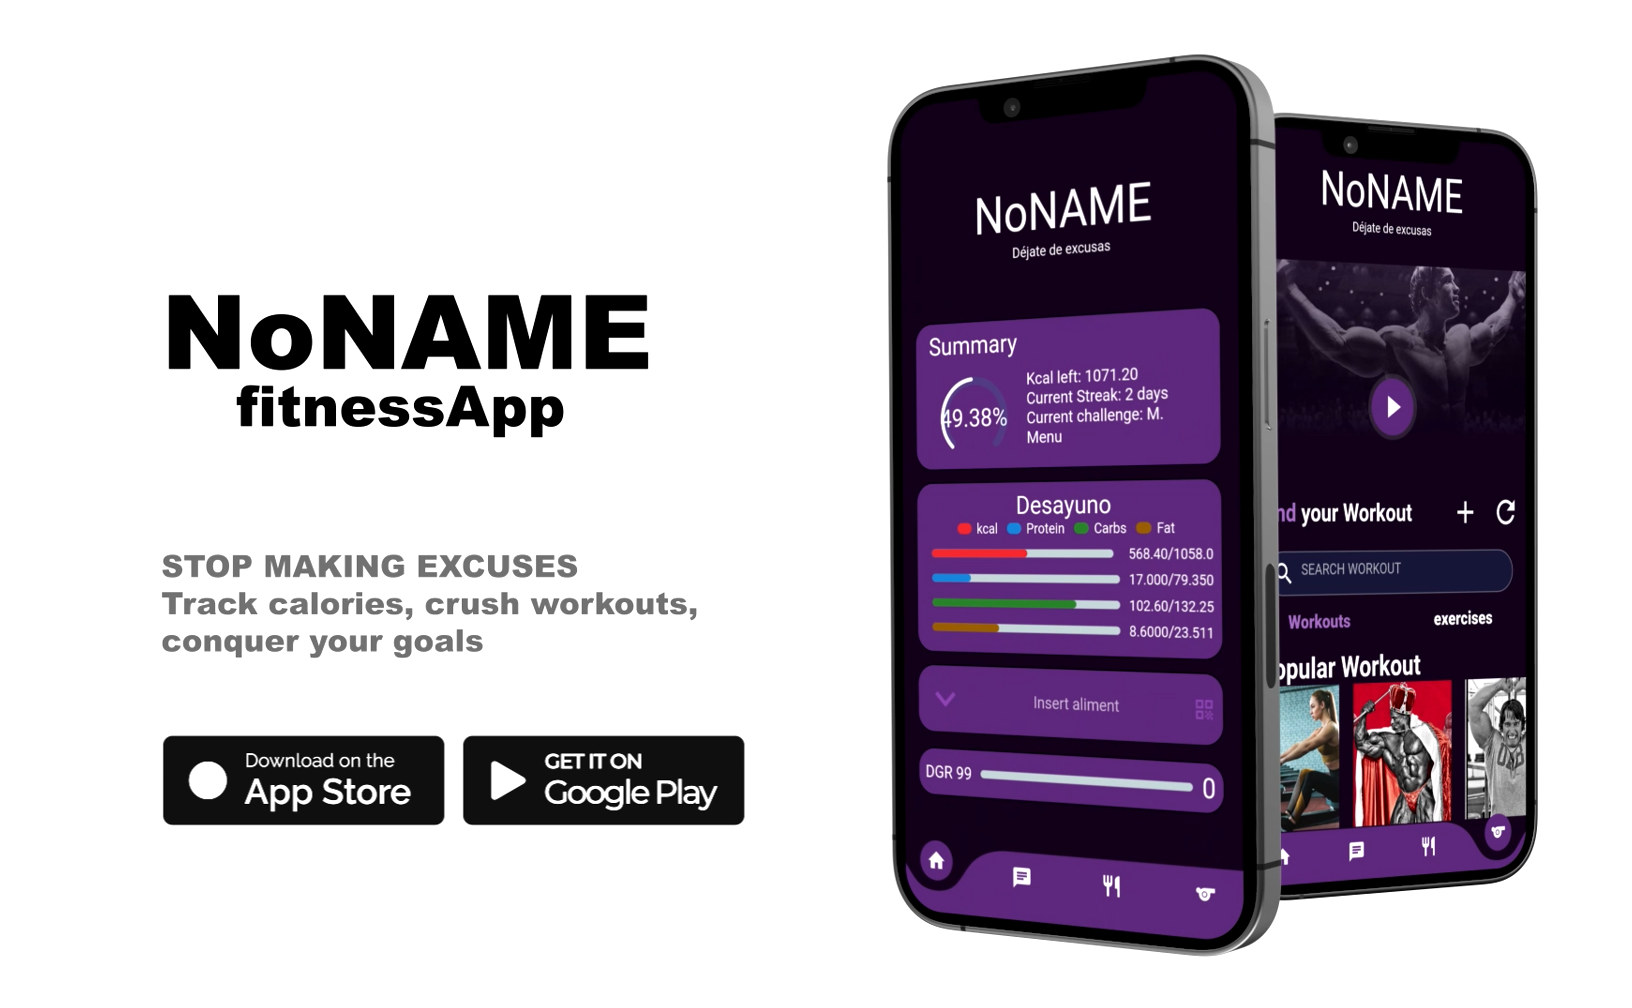 NoNAME
fitnessApp
STOP MAKING EXCUSES
Track calories, crush workouts,
conquer your goals
Download on the
App Store
GET IT ON
Google Play
NoNAME
Déjate de excusas
Summary
49.38%
Kcal left: 1071.20
Current Streak: 2 days
Current challenge: M.
Menu
Desayuno
kcal Protein Carbs Fat
568.40/1058.0
17.000/79.350
102.60/132.25
8.6000/23.511
Insert aliment
DGR 99 0
NoNAME
Déjate de excusas
nd your Workout
SEARCH WORKOUT
Workouts exercises
opular Workout